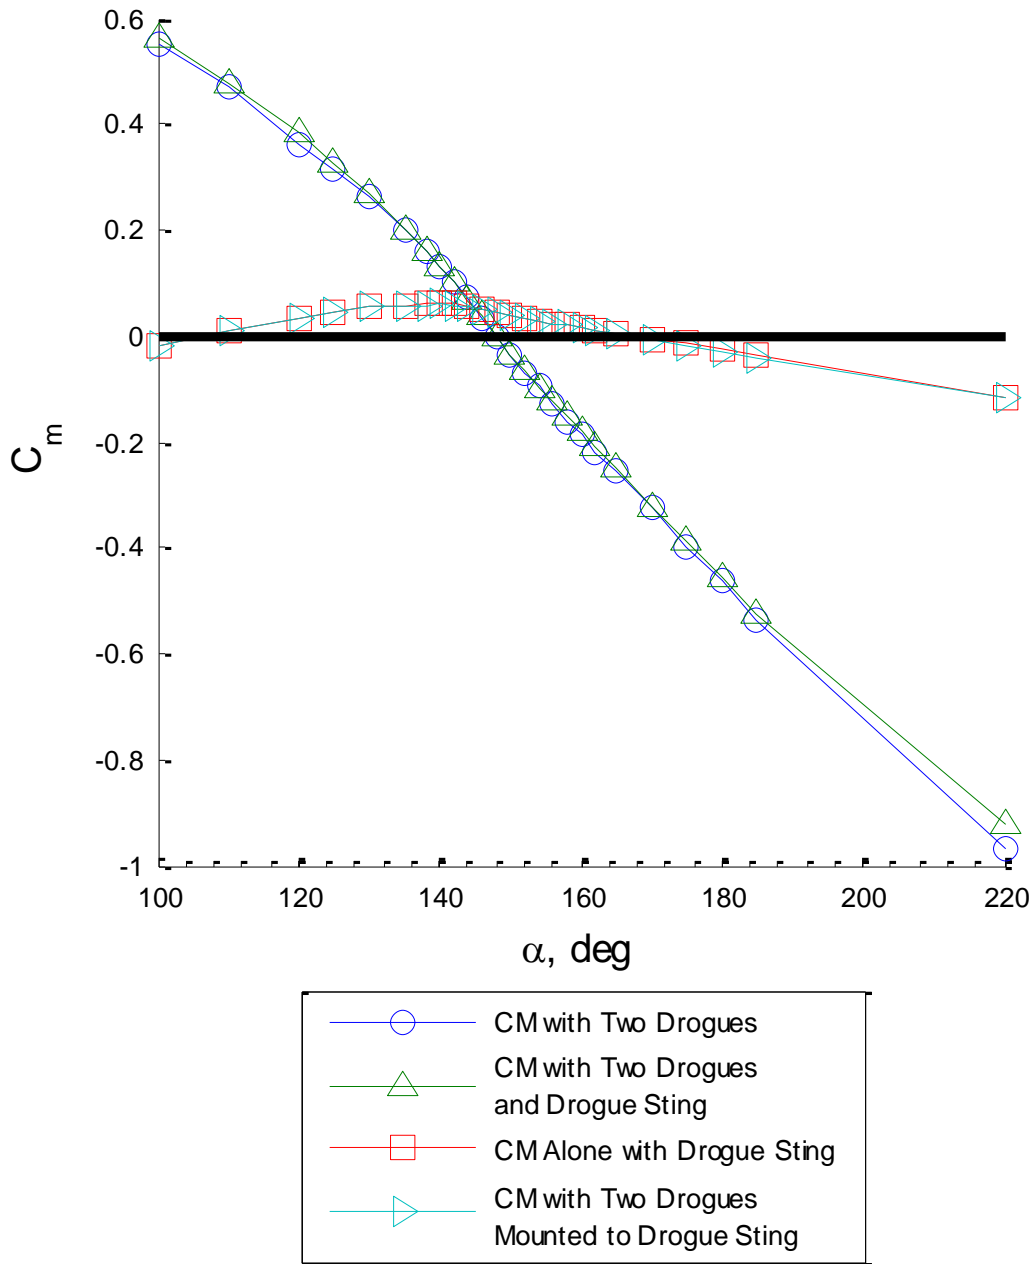 0.6
0.4
0.2
0
-0.2
-0.4
-0.6
-0.8
-1
Cm
100 120 140 160 180 200 220
α, deg
CM with Two Drogues
CM with Two Drogues
and Drogue Sting
CM Alone with Drogue Sting
CM with Two Drogues
Mounted to Drogue Sting